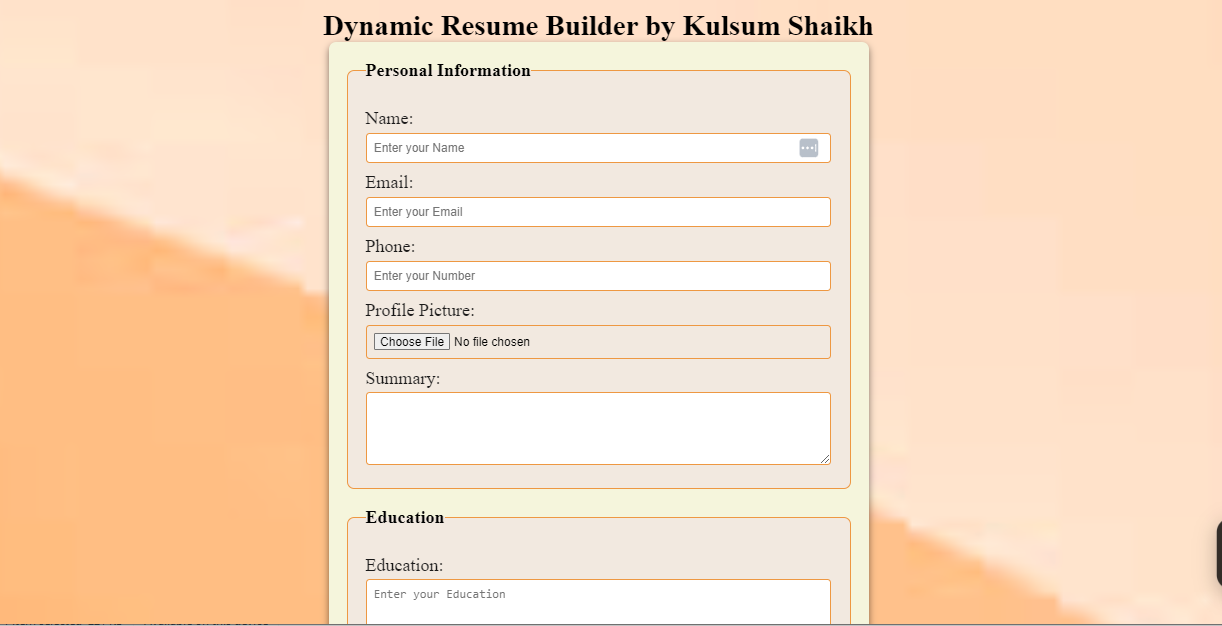 Dynamic Resume Builder by Kulsum Shaikh
Personal Information
Name:
Enter your Name
Email:
Enter your Email
Phone:
Enter your Number
Profile Picture:
Choose File No file chosen
Summary:
Education
Education:
Enter your Education